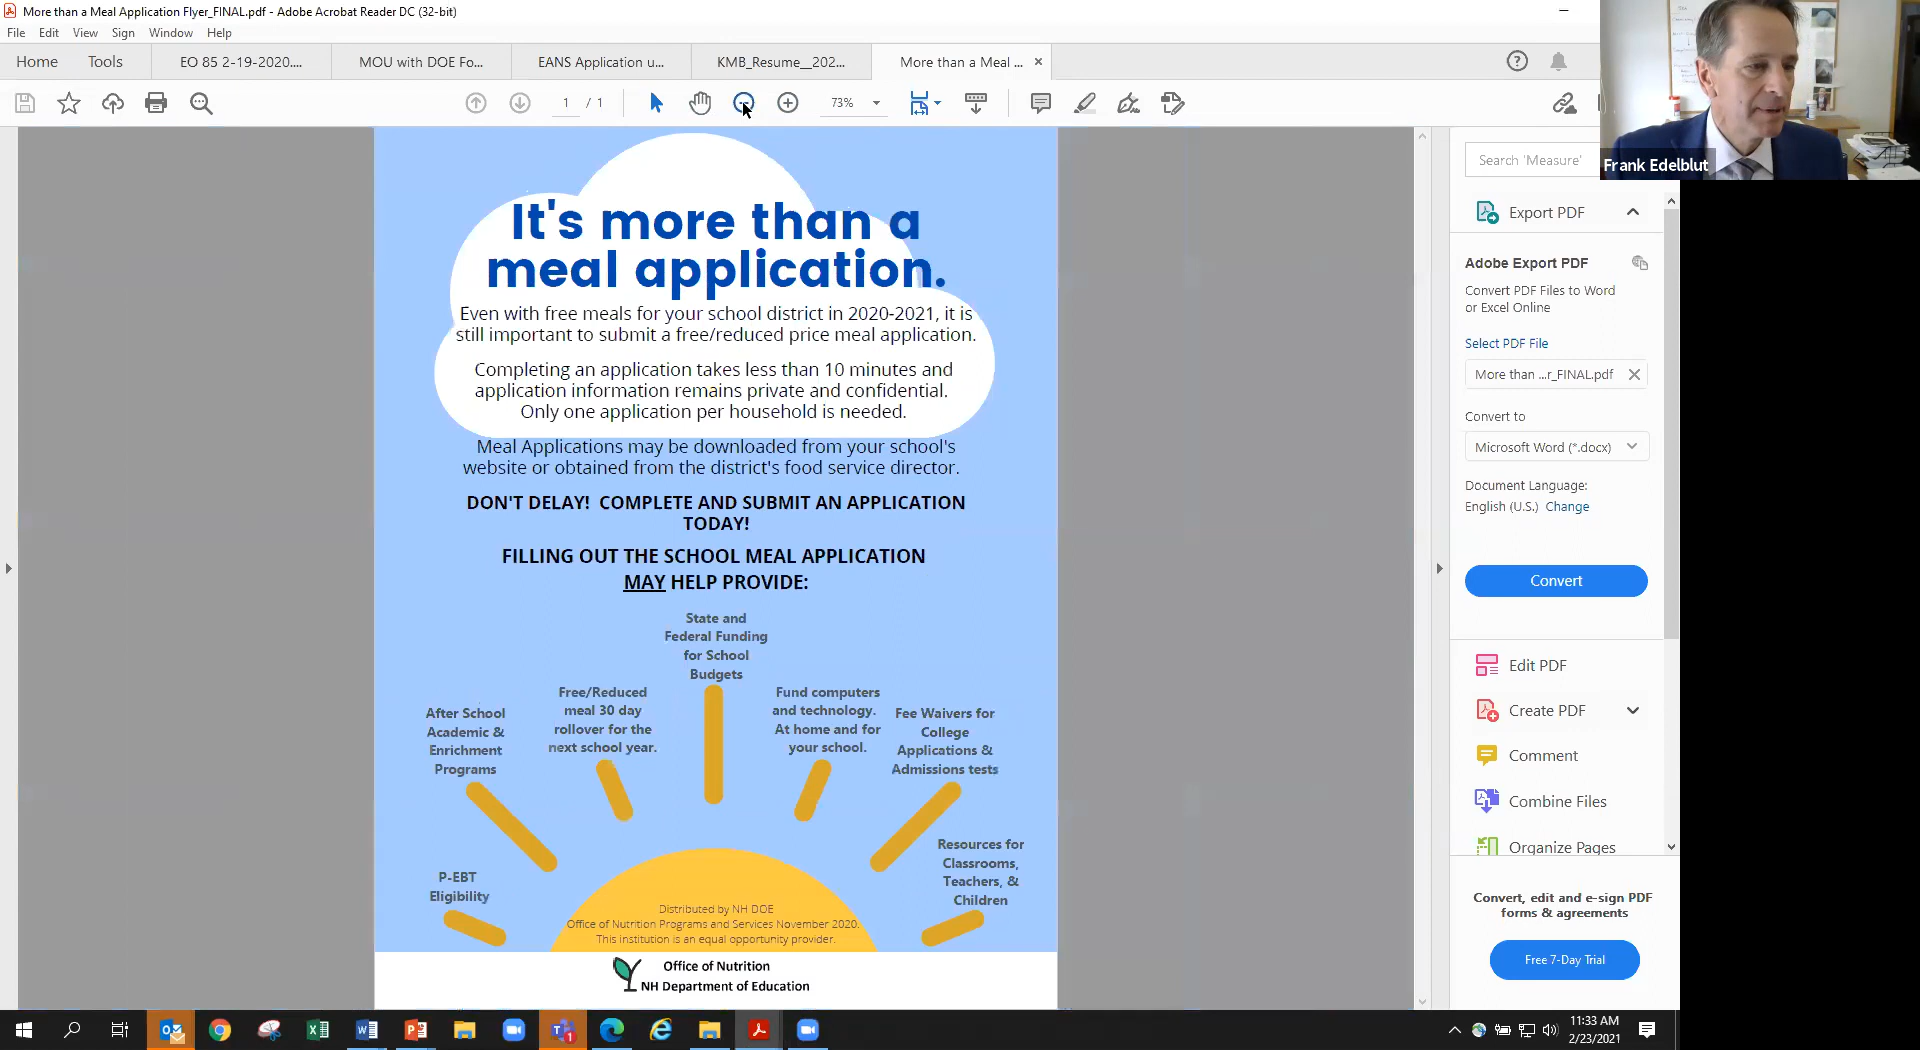 More than a Meal Application Flyer_FINAL.pdf - Adobe Acrobat Reader DC (32-bit)
File Edit View Sign Window Help
Home Tools EO 85 2-19-2020.... MOU with DOE Fo... EANS Application u... KMB_Resume__202... More than a Meal ...
1 / 1 73%
Frank Edelblut
Search 'Measure'
It's more than a
meal application.
Even with free meals for your school district in 2020-2021, it is
still important to submit a free/reduced price meal application.
Completing an application takes less than 10 minutes and
application information remains private and confidential.
Only one application per household is needed.
Meal Applications may be downloaded from your school's
website or obtained from the district's food service director.
DON'T DELAY! COMPLETE AND SUBMIT AN APPLICATION
TODAY!
FILLING OUT THE SCHOOL MEAL APPLICATION
MAY HELP PROVIDE:
State and
Federal Funding
for School
Budgets
Free/Reduced
meal 30 day
rollover for the
next school year.
Fund computers
and technology.
At home and for
your school.
After School
Academic &
Enrichment
Programs
Fee Waivers for
College
Applications &
Admissions tests
P-EBT
Eligibility
Resources for
Classrooms,
Teachers, &
Children
Distributed by NH DOE
Office of Nutrition Programs and Services November 2020.
This institution is an equal opportunity provider.
Office of Nutrition
NH Department of Education
Export PDF
Adobe Export PDF
Convert PDF Files to Word
or Excel Online
Select PDF File
More than ...r_FINAL.pdf
Convert to
Microsoft Word (*.docx)
Document Language:
English (U.S.) Change
Convert
Edit PDF
Create PDF
Comment
Combine Files
Organize Pages
Convert, edit and e-sign PDF
forms & agreements
Free 7-Day Trial
11:33 AM
2/23/2021